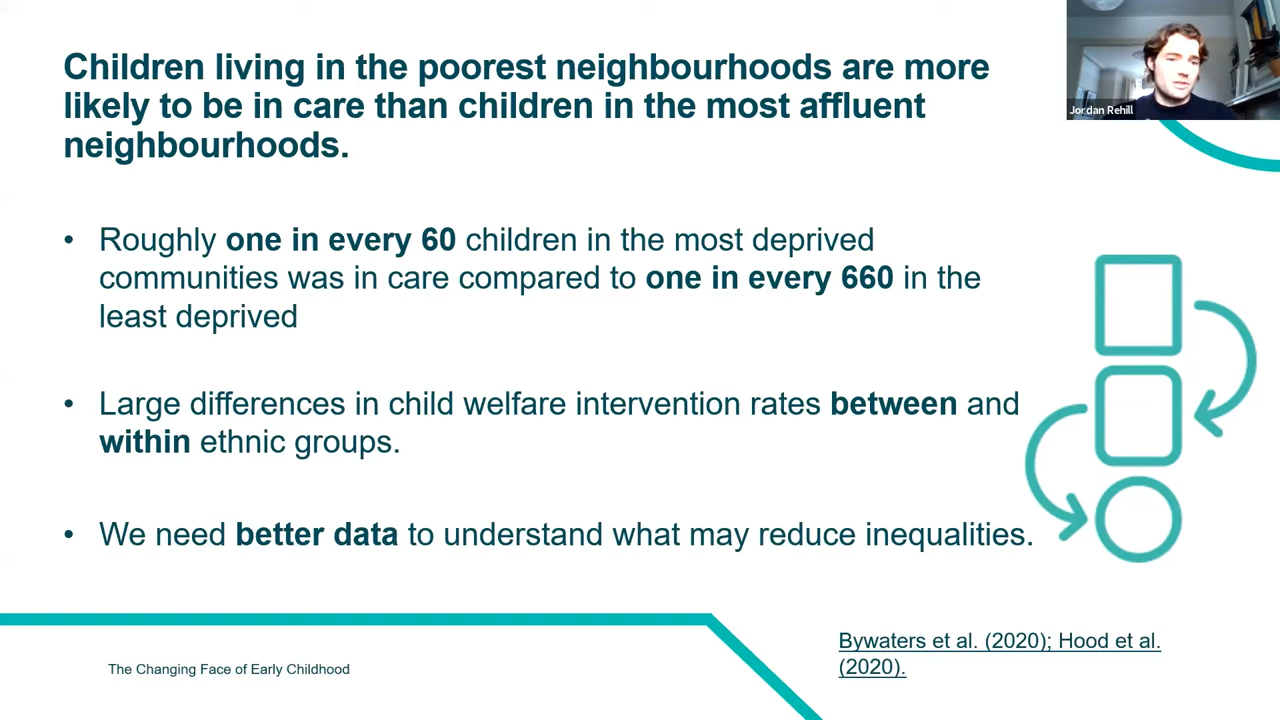 Children living in the poorest neighbourhoods are more
likely to be in care than children in the most affluent
neighbourhoods.
Jordan Rehill
• Roughly one in every 60 children in the most deprived
communities was in care compared to one in every 660 in the
least deprived
• Large differences in child welfare intervention rates between and
within ethnic groups.
• We need better data to understand what may reduce inequalities.
Bywaters et al. (2020); Hood et al.
(2020).
The Changing Face of Early Childhood